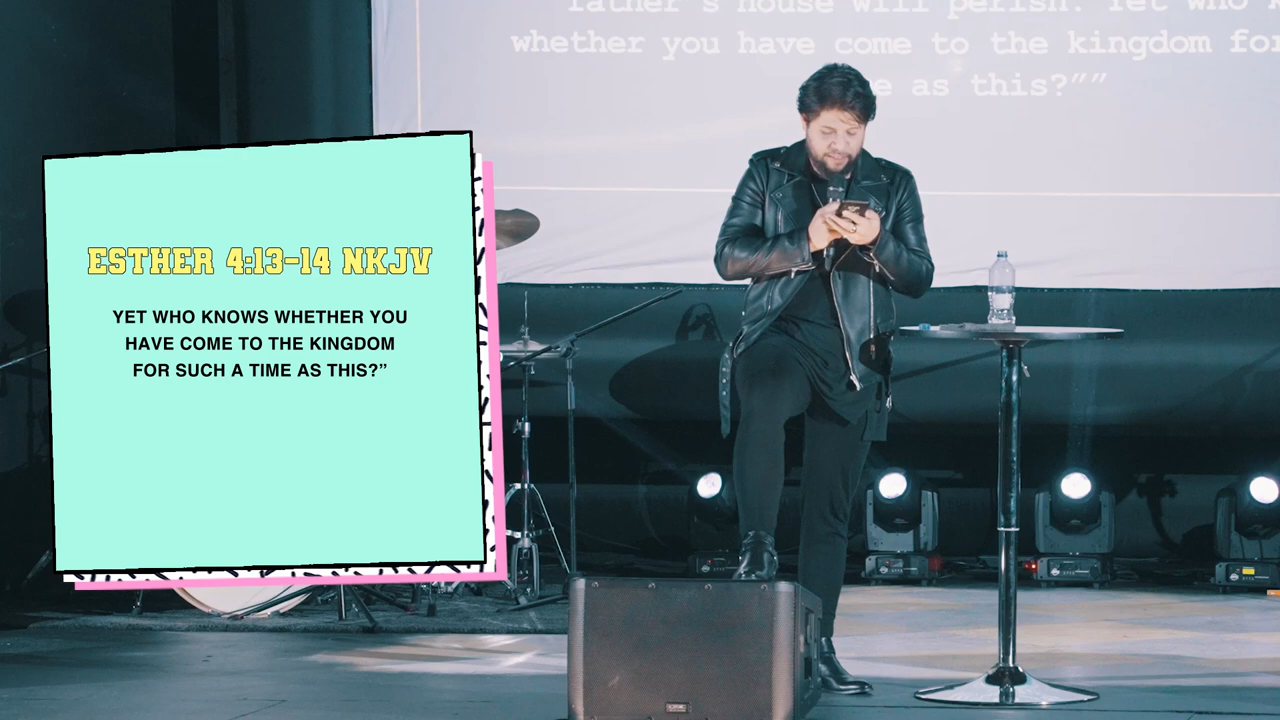 father's house will perish. Yet who
whether you have come to the kingdom for
as this?””
ESTHER 4:13-14 NKJV
YET WHO KNOWS WHETHER YOU
HAVE COME TO THE KINGDOM
FOR SUCH A TIME AS THIS?”